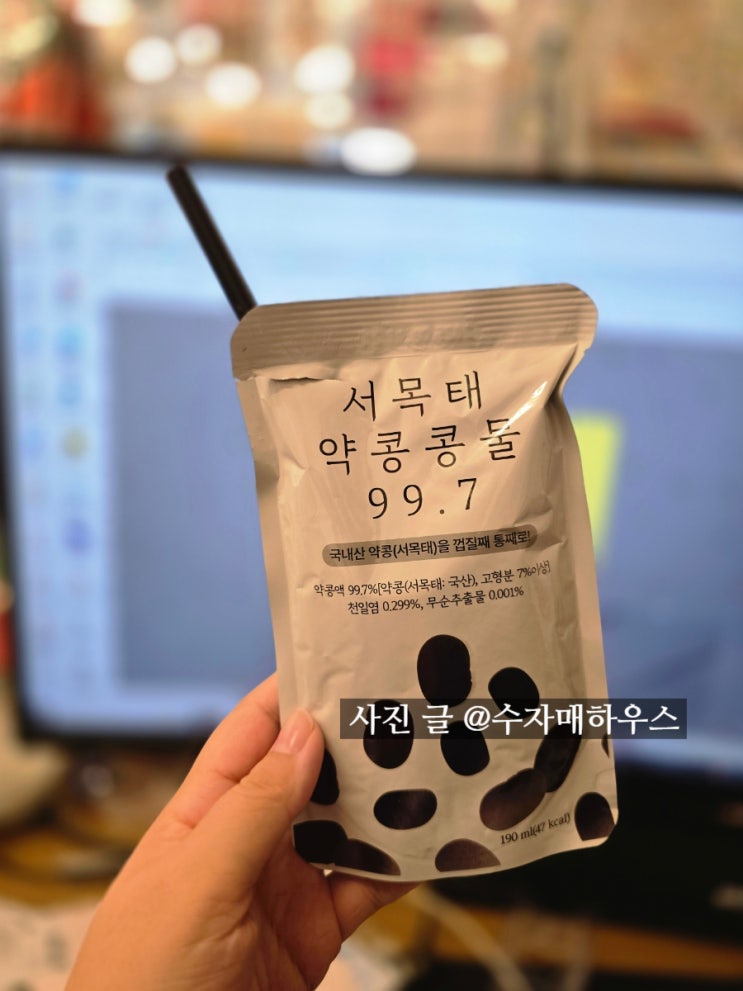 서목태
약콩콩물
99.7
국내산 약콩(서목태)을 껍질째 통째로!
약콩액 99.7%[약콩(서목태: 국산), 고형분 7%이상]
천일염 0.299%, 무순추출물 0.001%
사진 글 @수자매하우스
190 ml(47 kcal)